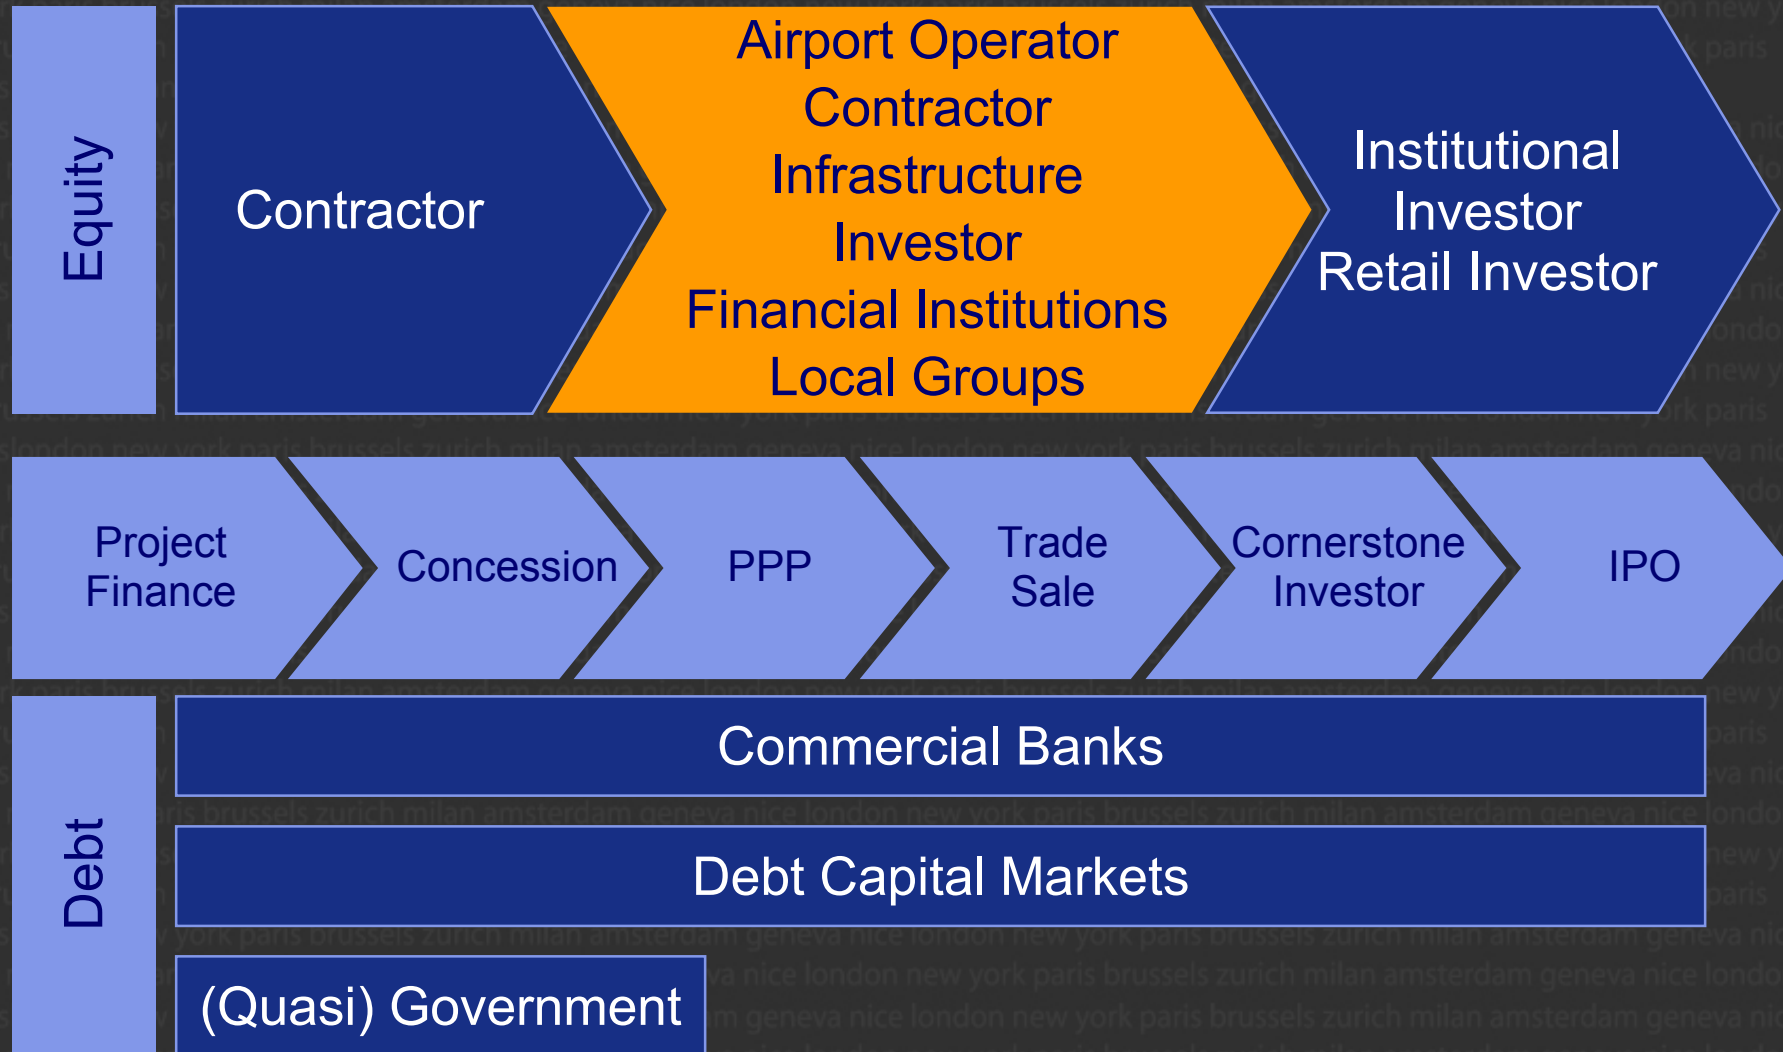 Equity
Contractor
Airport Operator
Contractor
Infrastructure
Investor
Financial Institutions
Local Groups
Institutional
Investor
Retail Investor
Project
Finance
Concession
PPP
Trade
Sale
Cornerstone
Investor
IPO
Debt
Commercial Banks
Debt Capital Markets
(Quasi) Government